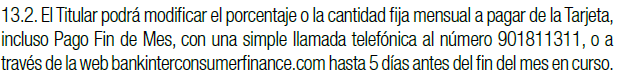 13.2. El Titular podrá modificar el porcentaje o la cantidad fija mensual a pagar de la Tarjeta,
incluso Pago Fin de Mes, con una simple llamada telefónica al número 901811311, o a
través de la web bankinterconsumerfinance.com hasta 5 días antes del fin del mes en curso.